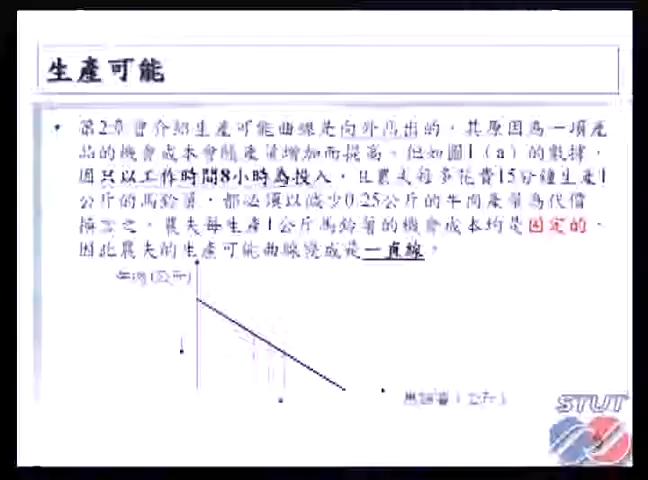 生產可能
• 第2章曾介紹生產可能曲線是向外凸出的，其原因為一項產
品的機會成本會隨產量增加而提高。但如圖1（a）的數據，
因只以工作時間8小時為投入，且農夫每多花費15分鐘生產1
公斤的馬鈴薯，都必須以減少0.25公斤的牛肉產量為代價
換言之，農夫每生產1公斤馬鈴薯的機會成本均是固定的、
因此農夫的生產可能曲線變成是一直線。
牛肉(公斤)
馬鈴薯（公斤）
STUT